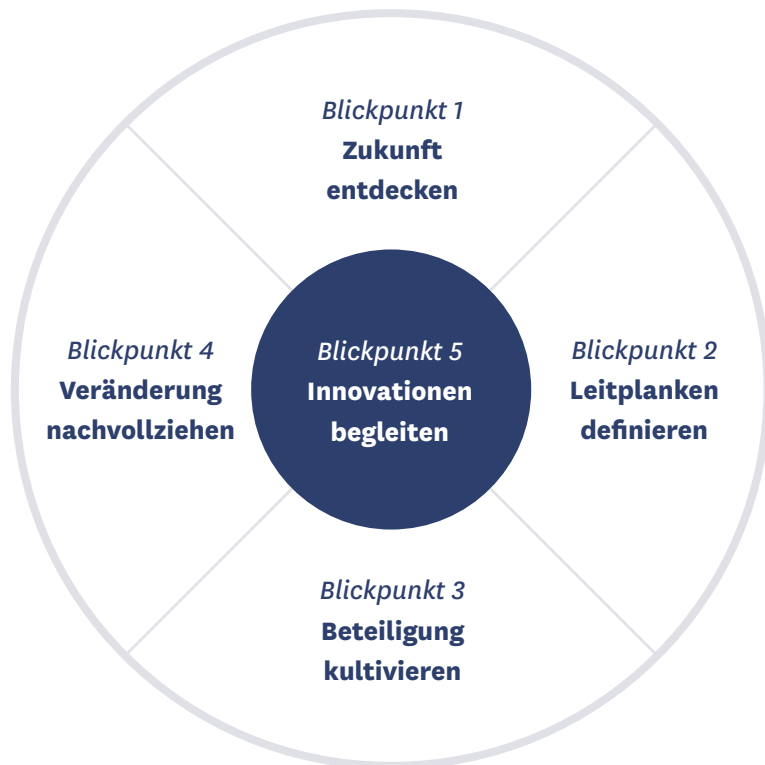 Blickpunkt 1
Zukunft
entdecken
Blickpunkt 4
Veränderung
nachvollziehen
Blickpunkt 5
Innovationen
begleiten
Blickpunkt 2
Leitplanken
definieren
Blickpunkt 3
Beteiligung
kultivieren